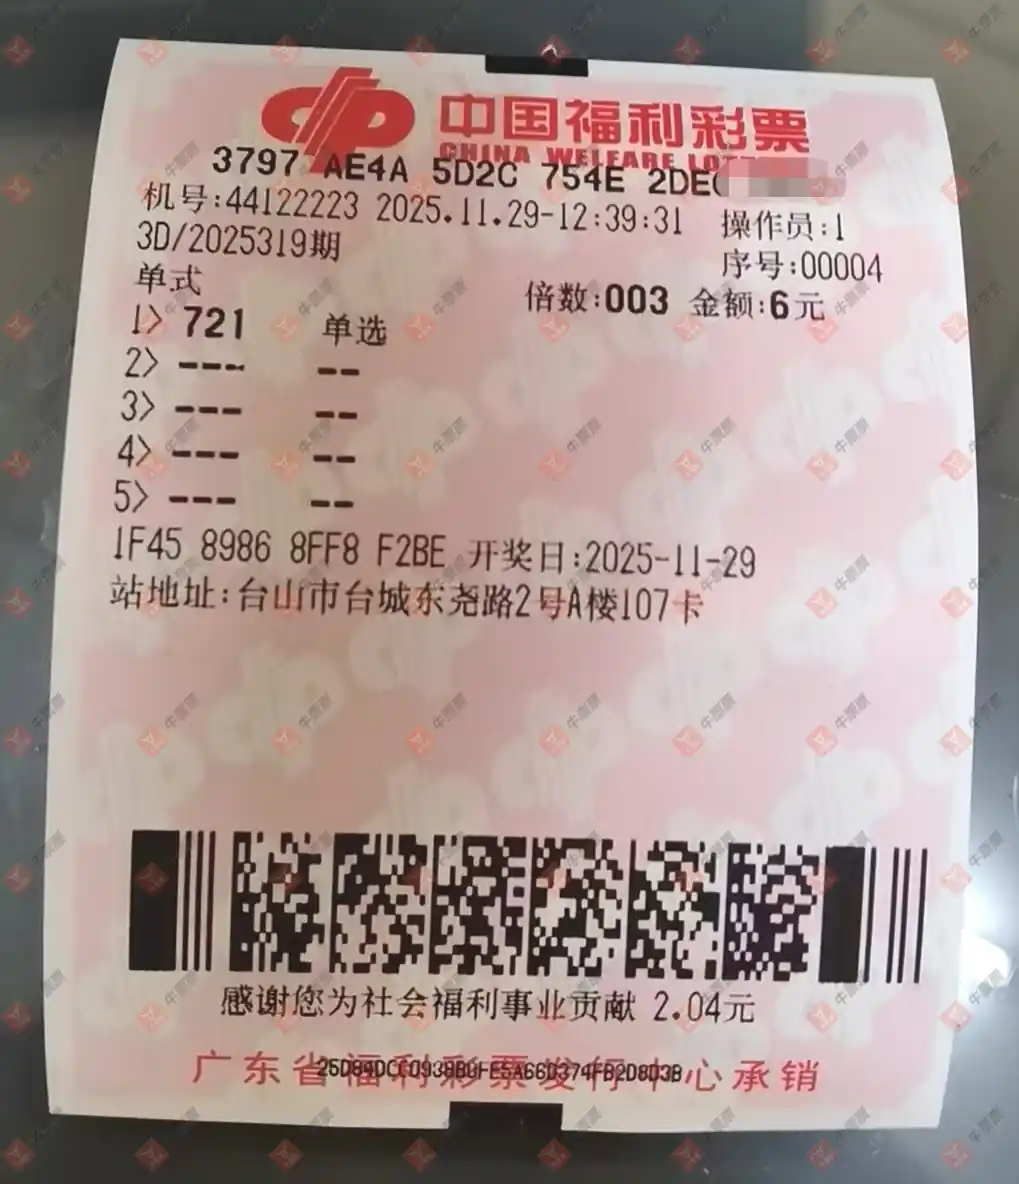 中国福利彩票
CHINA WELFARE LOTT
3797 AE4A 5D2C 754E 2DE
机号:44122223 2025.11.29-12:39:31 操作员:1
3D/2025319期 序号:00004
单式 倍数:003 金额:6元
1> 721 单选
2> --- --
3> --- --
4> --- --
5> --- --
1F45 8986 8FF8 F2BE 开奖日:2025-11-29
站地址:台山市台城东尧路2号A楼107卡
感谢您为社会福利事业贡献 2.04元
广东省福利彩票发行中心承销